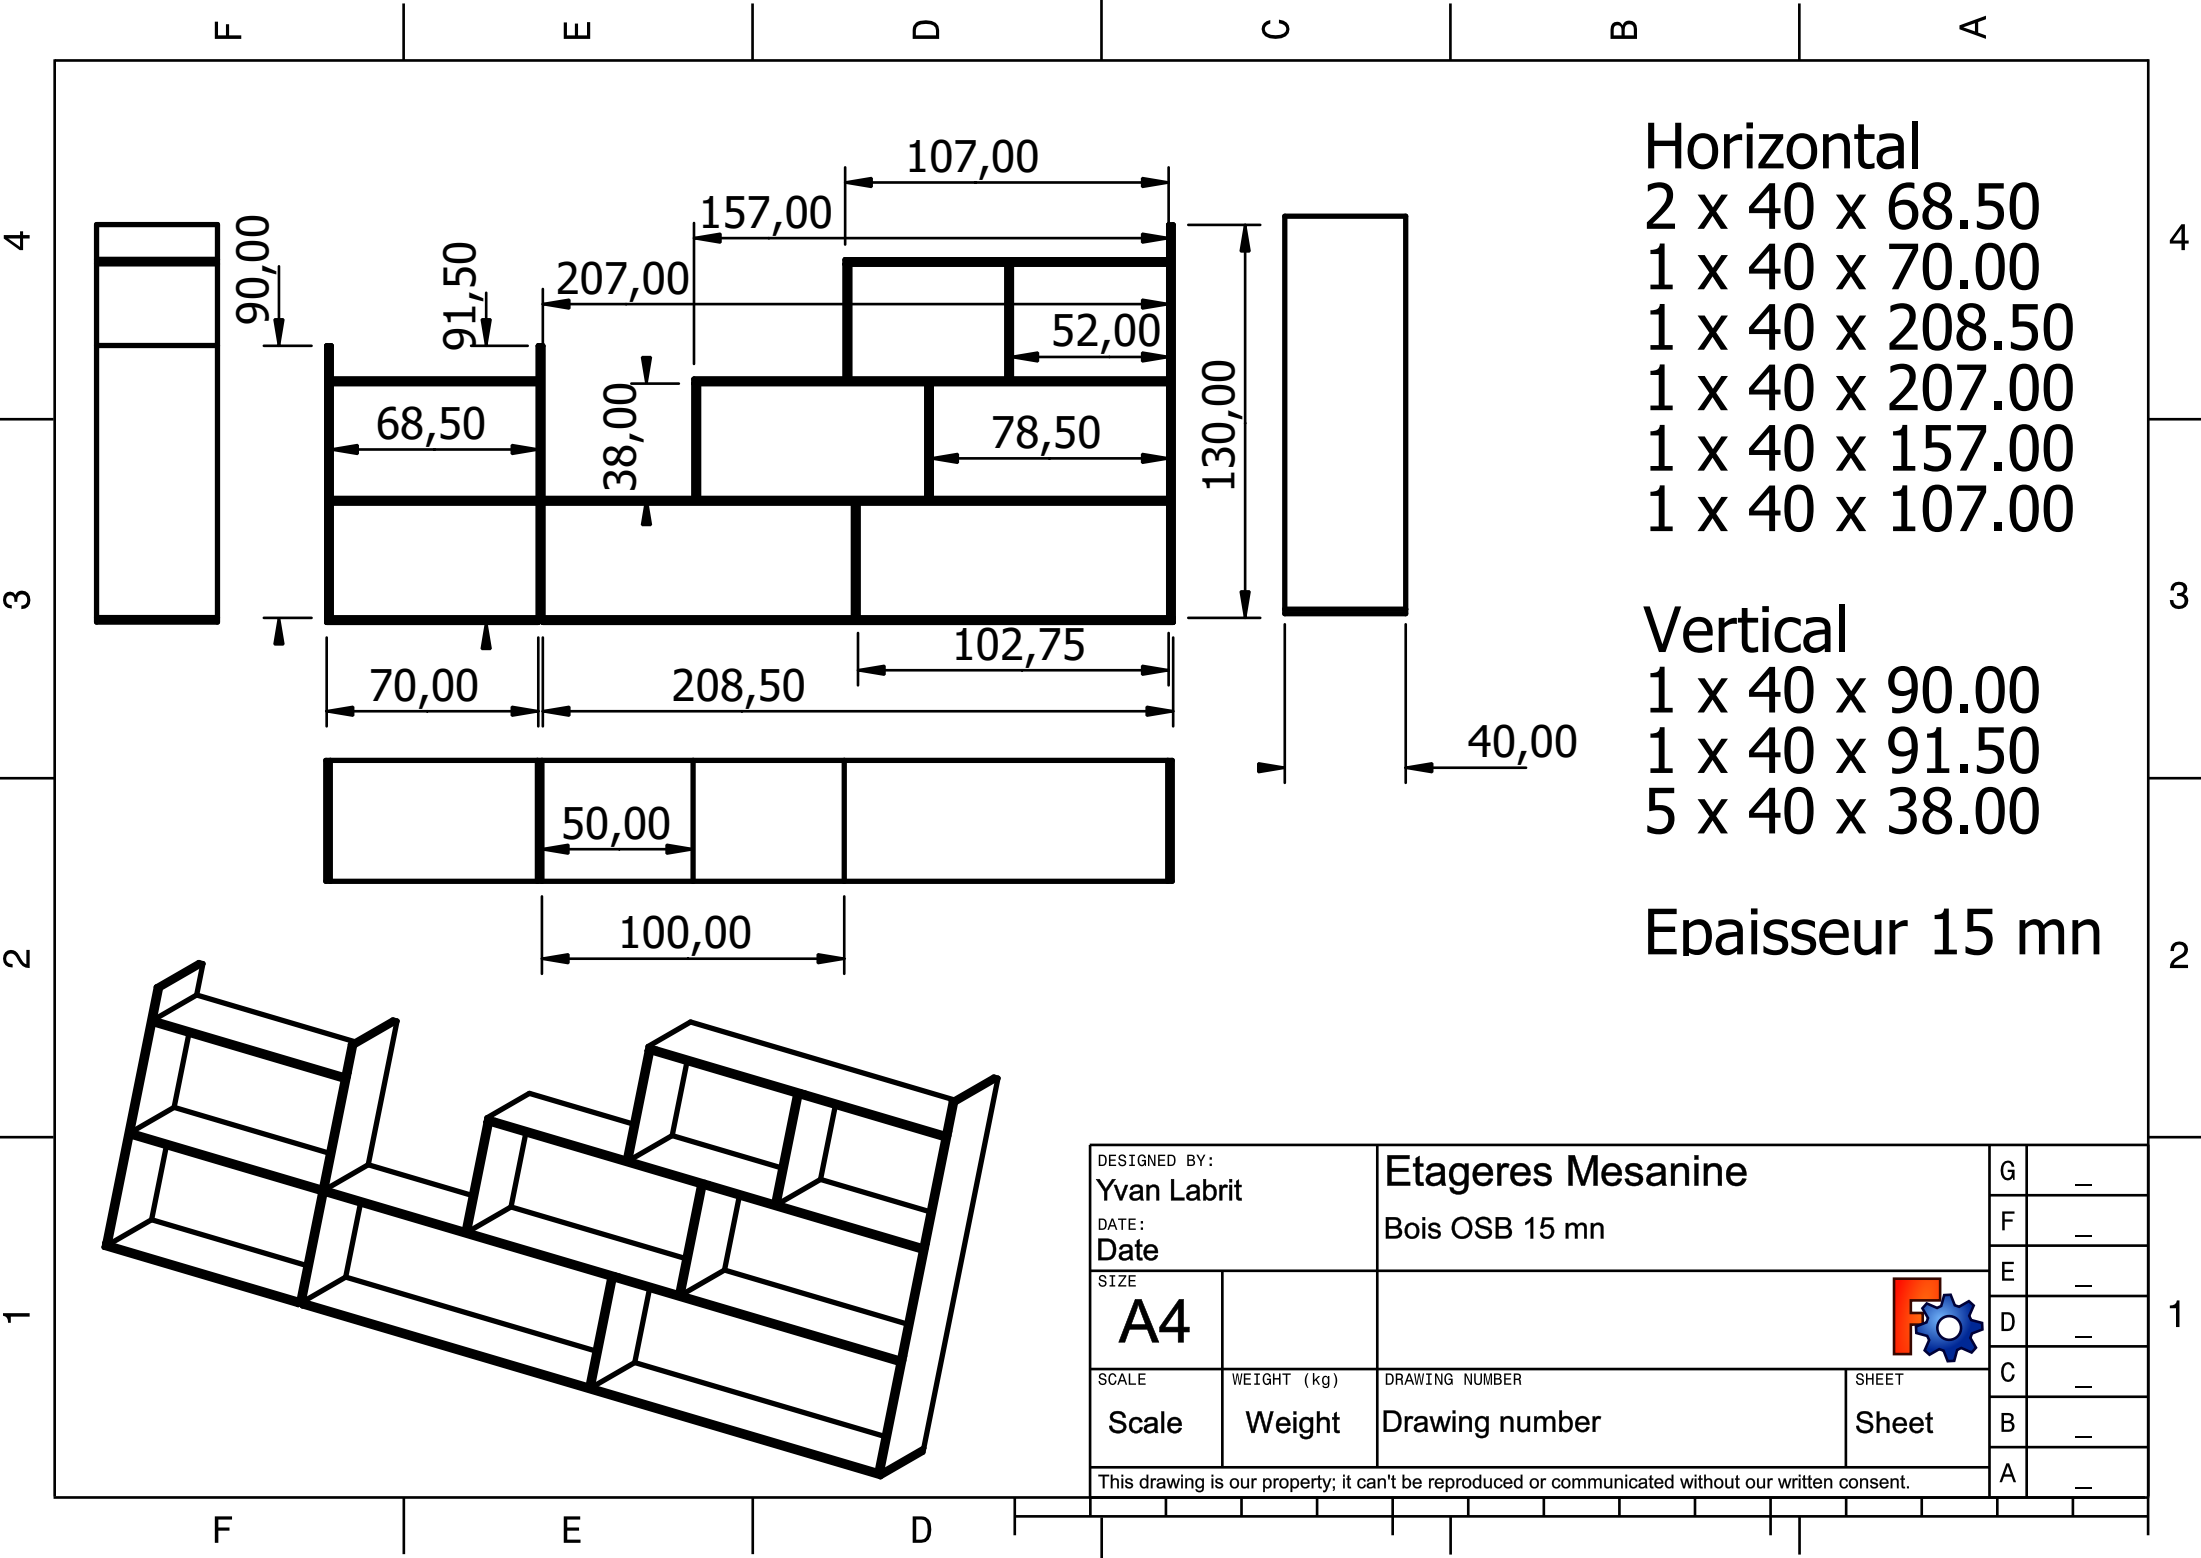 F E D C B A
4
4
3
3
2
2
1
1
107,00
157,00
207,00
90,00
91,50
52,00
68,50
38,00
78,50
130,00
102,75
70,00
208,50
40,00
50,00
100,00
Horizontal
2 x 40 x 68.50
1 x 40 x 70.00
1 x 40 x 208.50
1 x 40 x 207.00
1 x 40 x 157.00
1 x 40 x 107.00
Vertical
1 x 40 x 90.00
1 x 40 x 91.50
5 x 40 x 38.00
Epaisseur 15 mn
DESIGNED BY:
Yvan Labrit
DATE:
Date
Etageres Mesanine
Bois OSB 15 mn
SIZE
A4
SCALE
Scale
WEIGHT (kg)
Weight
DRAWING NUMBER
Drawing number
SHEET
Sheet
G _
F _
E _
D _
C _
B _
A _
This drawing is our property; it can't be reproduced or communicated without our written consent.
F E D